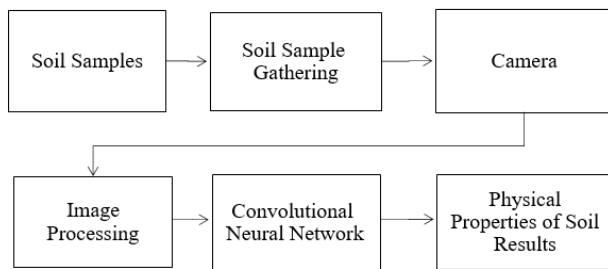 Soil Samples
Soil Sample
Gathering
Camera
Image
Processing
Convolutional
Neural Network
Physical
Properties of Soil
Results